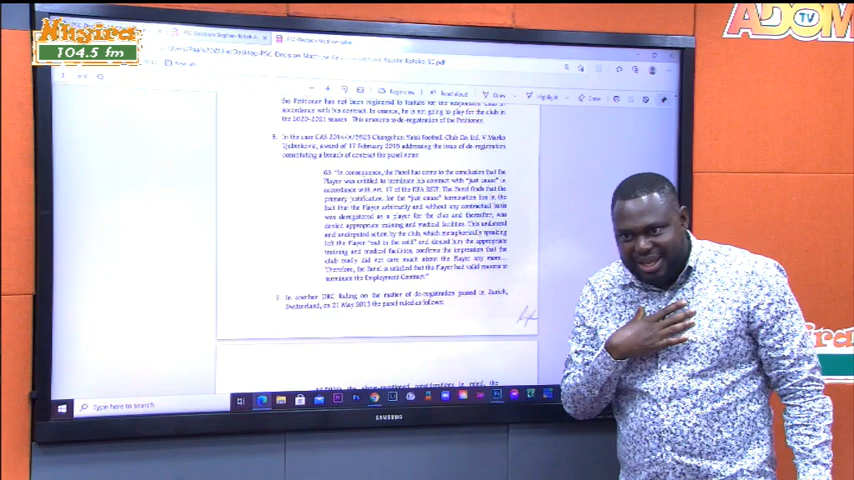 Nhyira
104.5 fm
ADOM
TV
the Petitioner has not been registered to feature for the
accordance with his contract. In essence, he is not going to play for the club in
the 2020-2021 season. This amounts to de-registration of the Petitioner.
In the case CAS
Football Club Co. Ltd. V Marko
award of 17 February 2015 addressing the issue of de-registration
constituting a breach of contract the panel notes:
63 "In consequence, the Panel has come to the conclusion that the
Player was entitled to terminate his contract with "just cause" in
accordance with Art. 17 of the FIFA RSTP. The Panel finds that the
primary justification for the "just cause" termination lies in the
fact that the Player arbitrarily and without any contractual basis
was deregistered as a player for the club and thereafter, was
denied appropriate training and medical facilities. This unilateral
and undisputed action by the club, which metaphorically speaking
left the Player "out in the cold" and denied him the appropriate
training and medical facilities, confirms the impression that the
club really did not care much about the Player any more...
Therefore, the Panel is satisfied that the Player had valid reasons to
terminate the Employment Contract."
In another DRC Ruling on the matter of de-registration passed in Zurich,
Switzerland, on 21 May 2015 the panel ruled as follows:
the above-mentioned considerations in mind, the
Type here to search
SAMSUNG